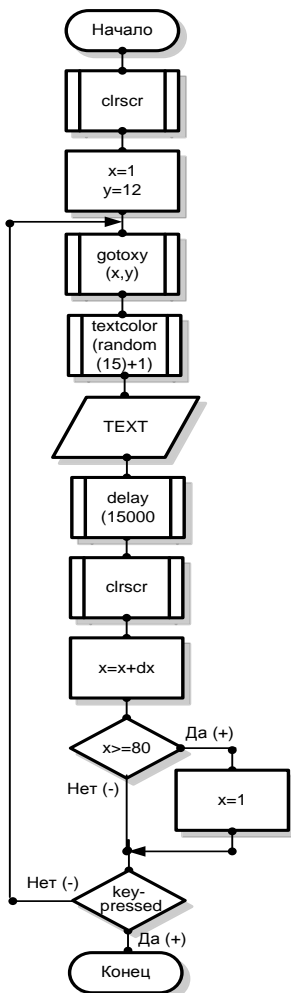 Начало
clrscr
x=1
y=12
gotoxy
(x,y)
textcolor
(random
(15)+1)
TEXT
delay
(15000
clrscr
x=x+dx
x>=80
Да (+)
Нет (-)
x=1
Нет (-)
key-
pressed
Да (+)
Конец